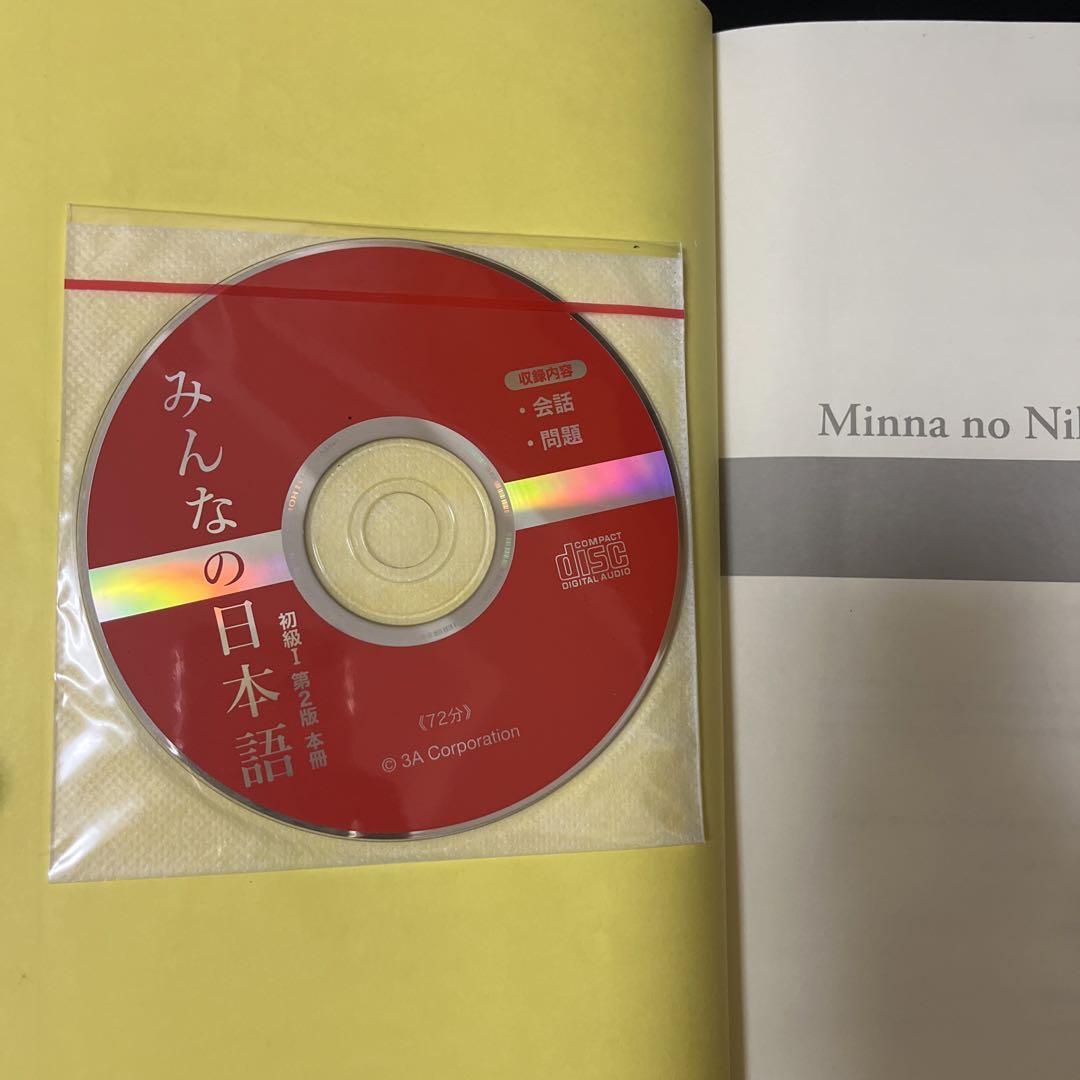 みんなの日本語
初級I 第2版 本冊
収録内容
・会話
・問題
COMPACT
disc
DIGITAL AUDIO
《72分》
© 3A Corporation
Minna no Ni